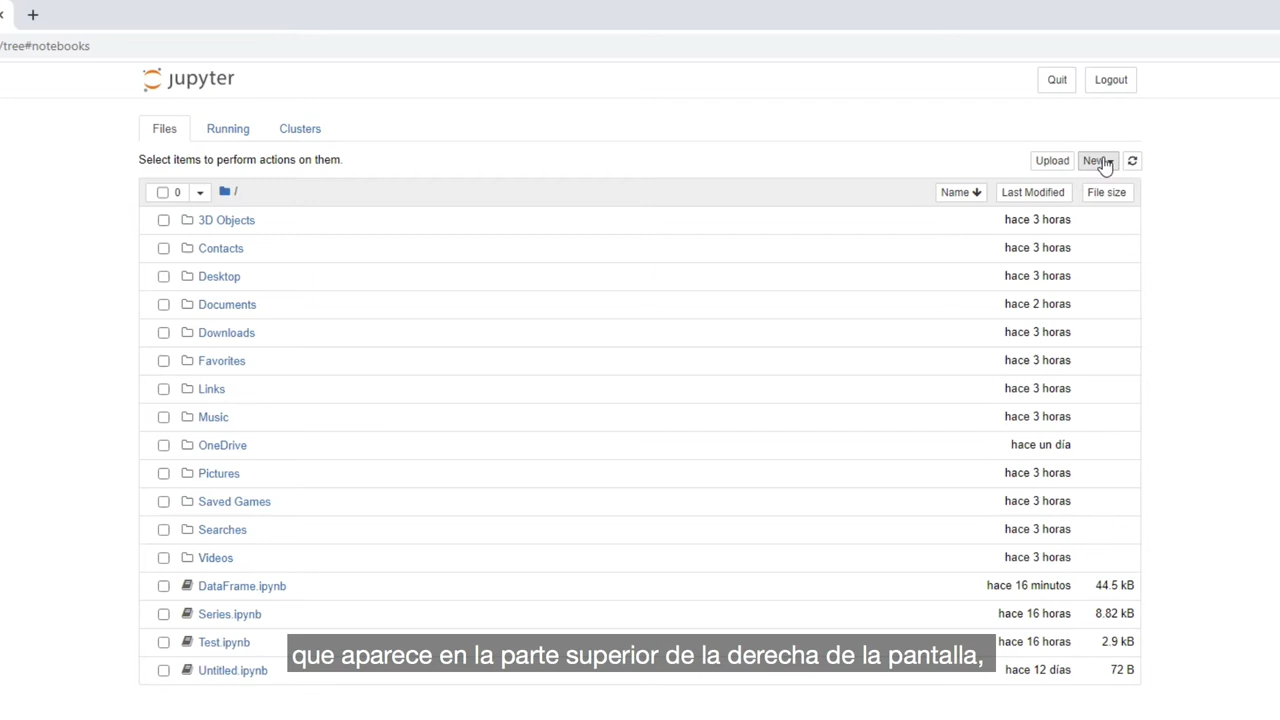 /tree#notebooks
jupyter
Quit
Logout
Files
Running
Clusters
Select items to perform actions on them.
Upload
New
0
/
Name
Last Modified
File size
3D Objects
hace 3 horas
Contacts
hace 3 horas
Desktop
hace 3 horas
Documents
hace 2 horas
Downloads
hace 3 horas
Favorites
hace 3 horas
Links
hace 3 horas
Music
hace 3 horas
OneDrive
hace un día
Pictures
hace 3 horas
Saved Games
hace 3 horas
Searches
hace 3 horas
Videos
hace 3 horas
DataFrame.ipynb
hace 16 minutos
44.5 kB
Series.ipynb
hace 16 horas
8.82 kB
Test.ipynb
hace 16 horas
2.9 kB
Untitled.ipynb
hace 12 días
72 B
que aparece en la parte superior de la derecha de la pantalla,